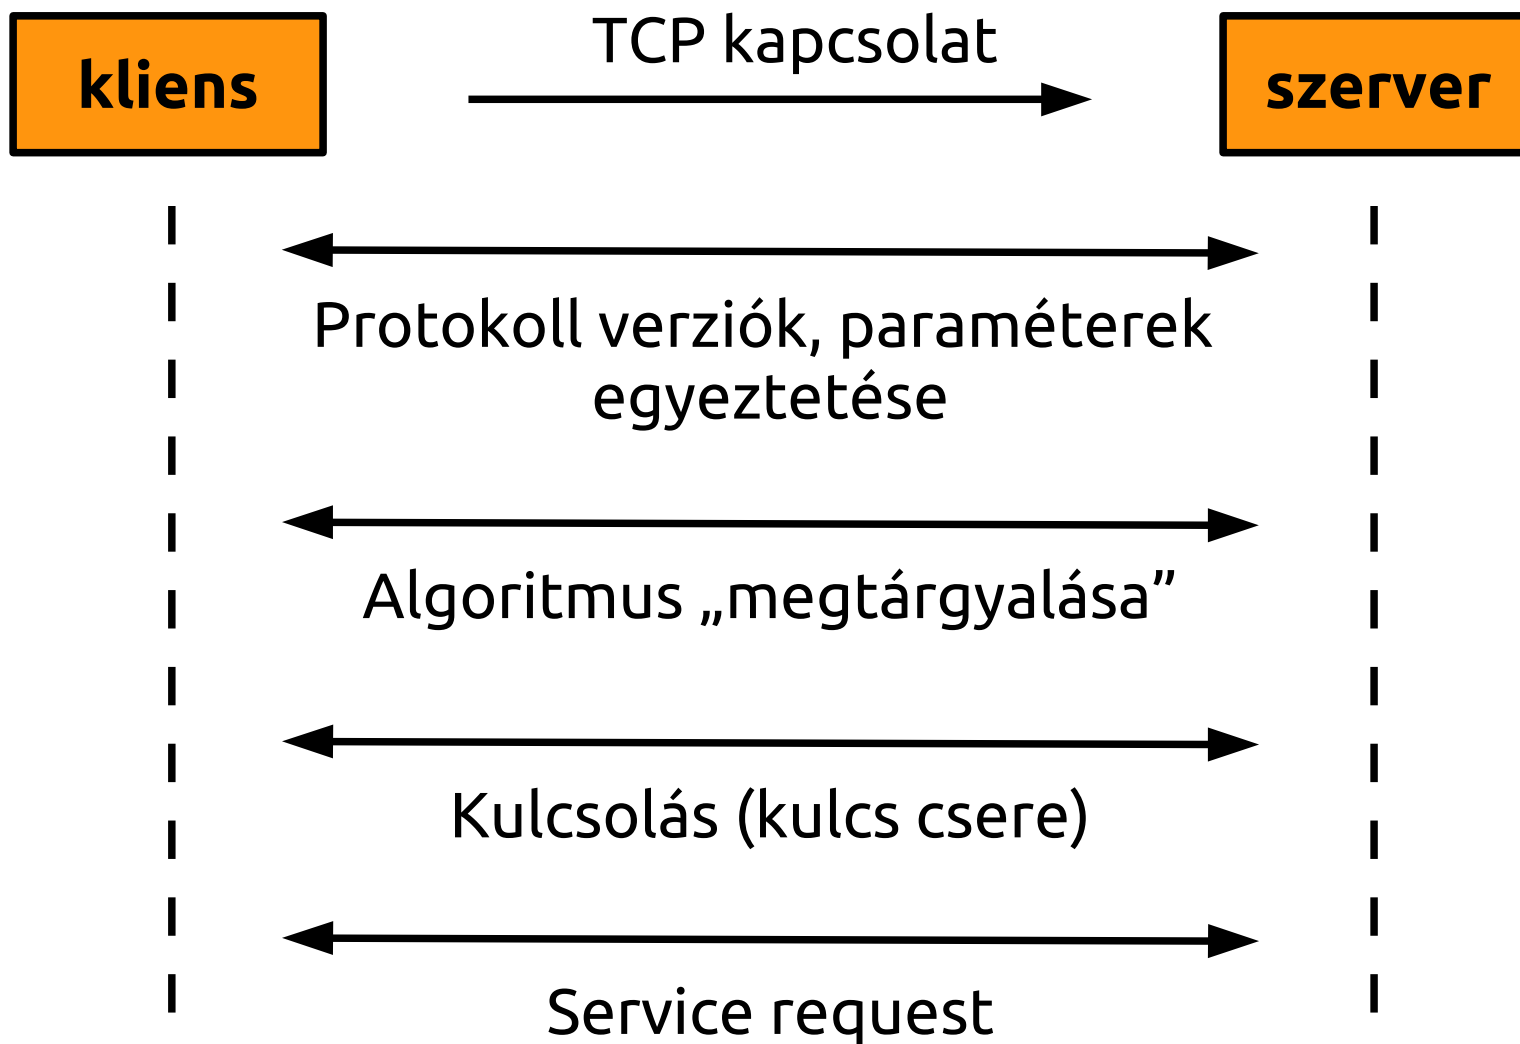 kliens
TCP kapcsolat
szerver
Protokoll verziók, paraméterek
egyeztetése
Algoritmus „megtárgyalása”
Kulcsolás (kulcs csere)
Service request